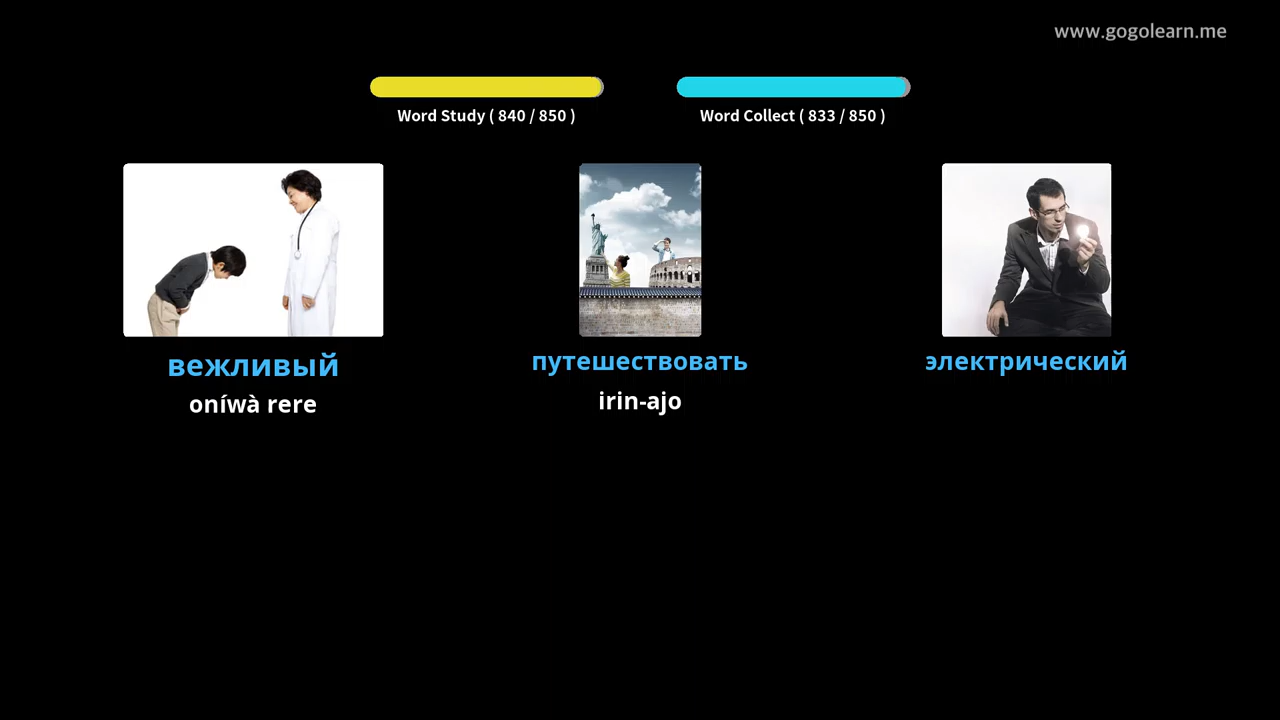 www.gogolearn.me
Word Study ( 840 / 850 )
Word Collect ( 833 / 850 )
вежливый
oníwà rere
путешествовать
irin-ajo
электрический